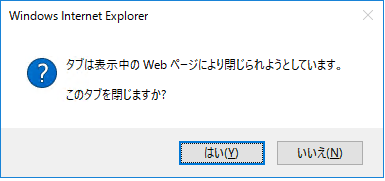 Windows Internet Explorer
タブは表示中の Web ページにより閉じられようとしています。
このタブを閉じますか?
はい(Y)
いいえ(N)